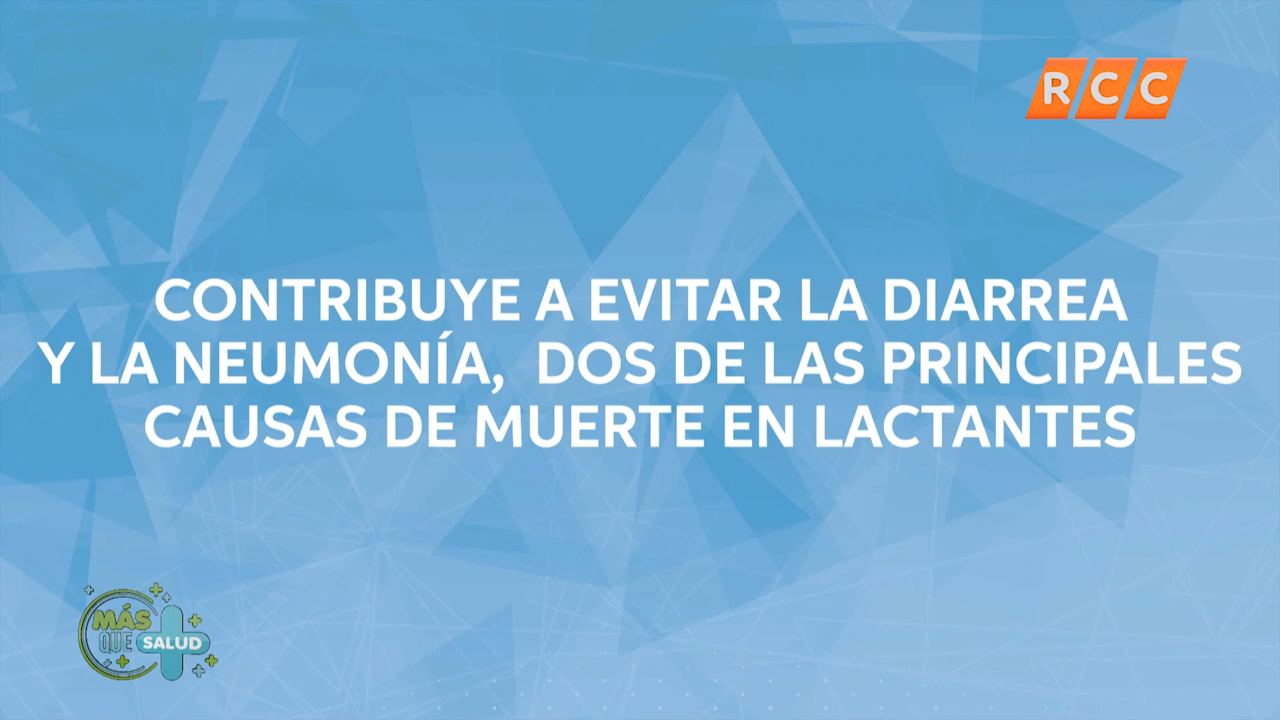 RCC
CONTRIBUYE A EVITAR LA DIARREA
Y LA NEUMONÍA, DOS DE LAS PRINCIPALES
CAUSAS DE MUERTE EN LACTANTES
MÁS
QUE SALUD